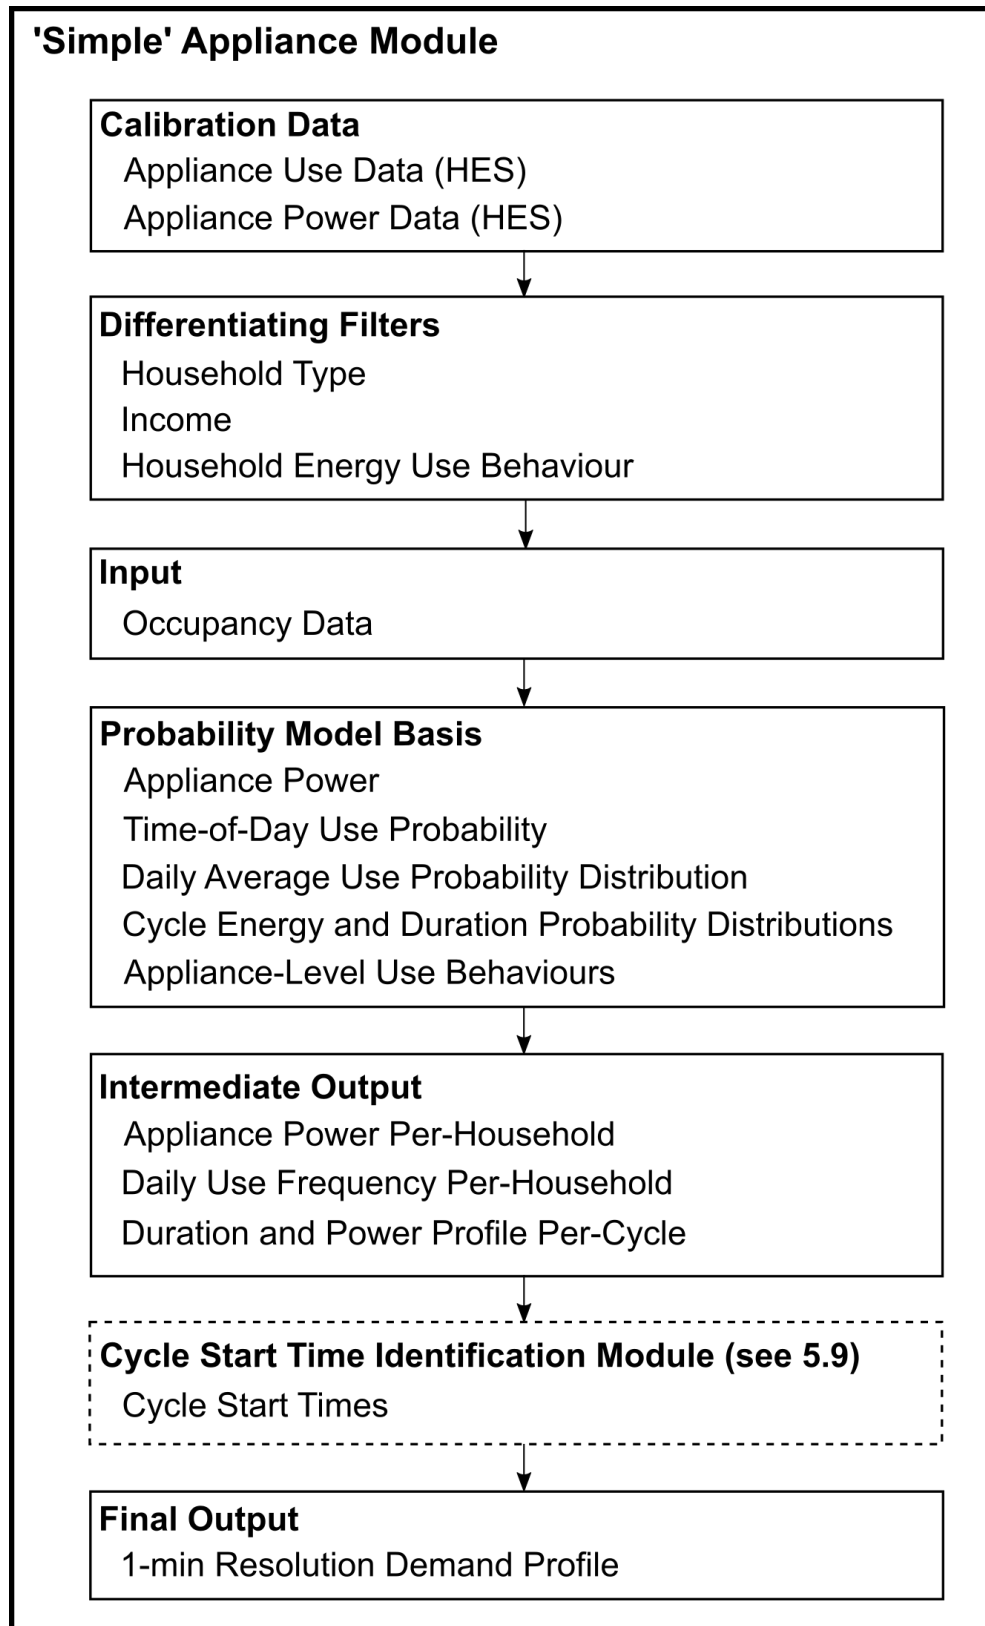 'Simple' Appliance Module
Calibration Data
Appliance Use Data (HES)
Appliance Power Data (HES)
Differentiating Filters
Household Type
Income
Household Energy Use Behaviour
Input
Occupancy Data
Probability Model Basis
Appliance Power
Time-of-Day Use Probability
Daily Average Use Probability Distribution
Cycle Energy and Duration Probability Distributions
Appliance-Level Use Behaviours
Intermediate Output
Appliance Power Per-Household
Daily Use Frequency Per-Household
Duration and Power Profile Per-Cycle
Cycle Start Time Identification Module (see 5.9)
Cycle Start Times
Final Output
1-min Resolution Demand Profile